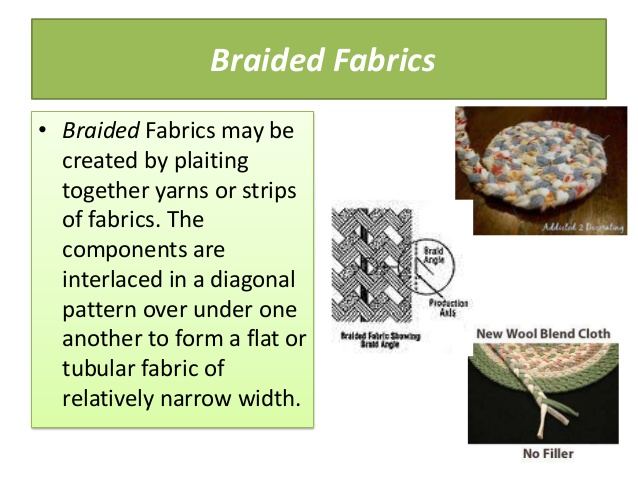 Braided Fabrics
• Braided Fabrics may be
created by plaiting
together yarns or strips
of fabrics. The
components are
interlaced in a diagonal
pattern over under one
another to form a flat or
tubular fabric of
relatively narrow width.
Addicted 2 Decorating
Braid
Angle
Production
Axis
Braided Fabric Showing
Braid Angle
New Wool Blend Cloth
No Filler